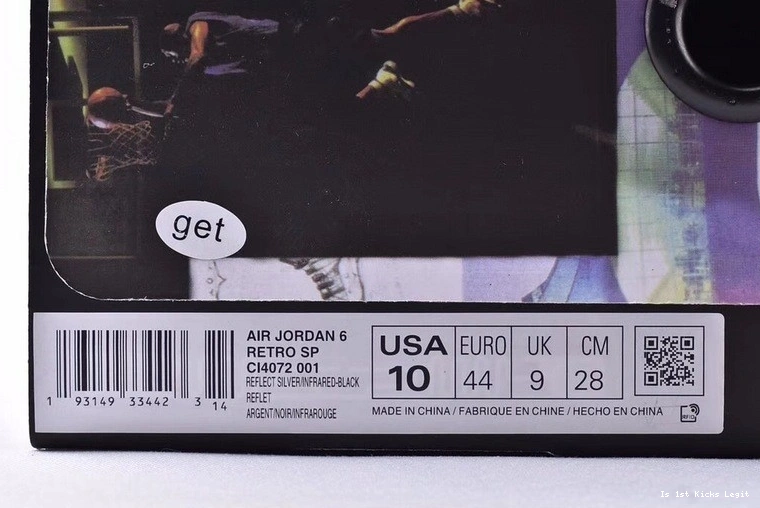 get
AIR JORDAN 6
RETRO SP
CI4072 001
REFLECT SILVER/INFRARED-BLACK
REFLET
ARGENT/NOIR/INFRAROUGE
1 93149 33442 3 14
USA EURO UK CM
10 44 9 28
MADE IN CHINA / FABRIQUE EN CHINE / HECHO EN CHINA
RFID
Is 1st Kicks Legit